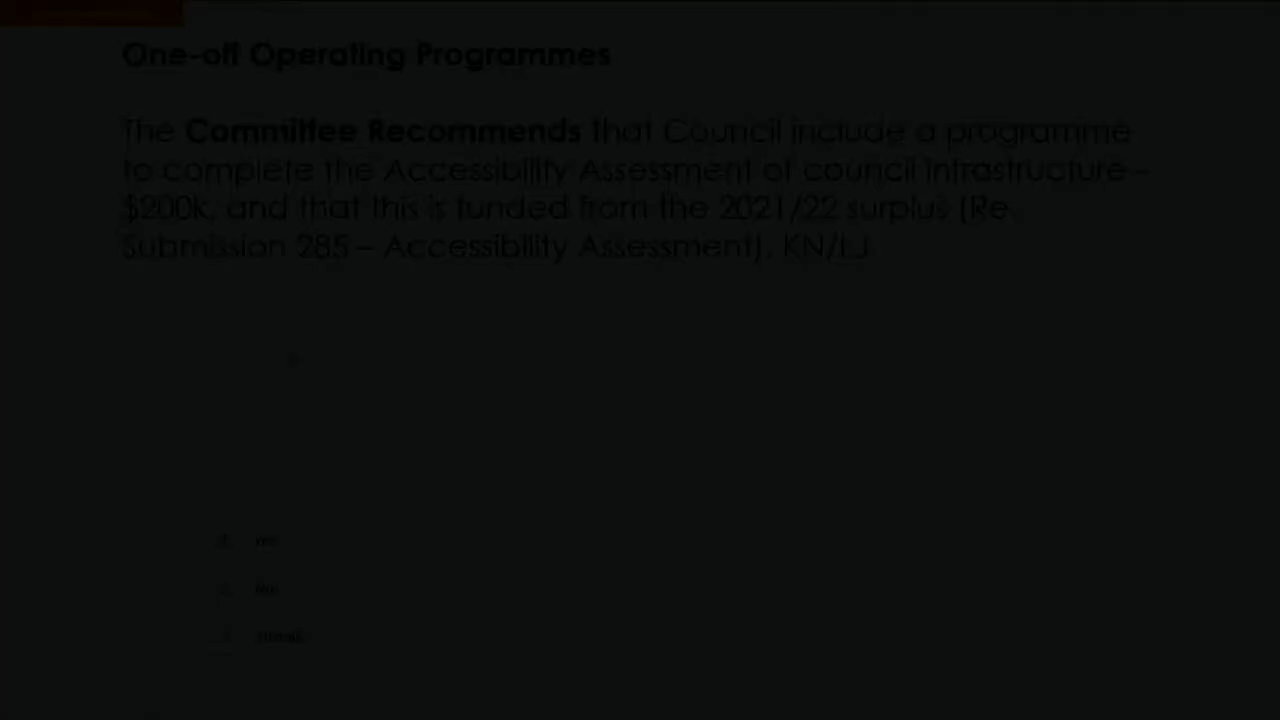 One-off Operating Programmes
The Committee Recommends that Council include a programme
to complete the Accessibility Assessment of council infrastructure –
$200k, and that this is funded from the 2021/22 surplus (Re.
Submission 285 – Accessibility Assessment). KN/LJ